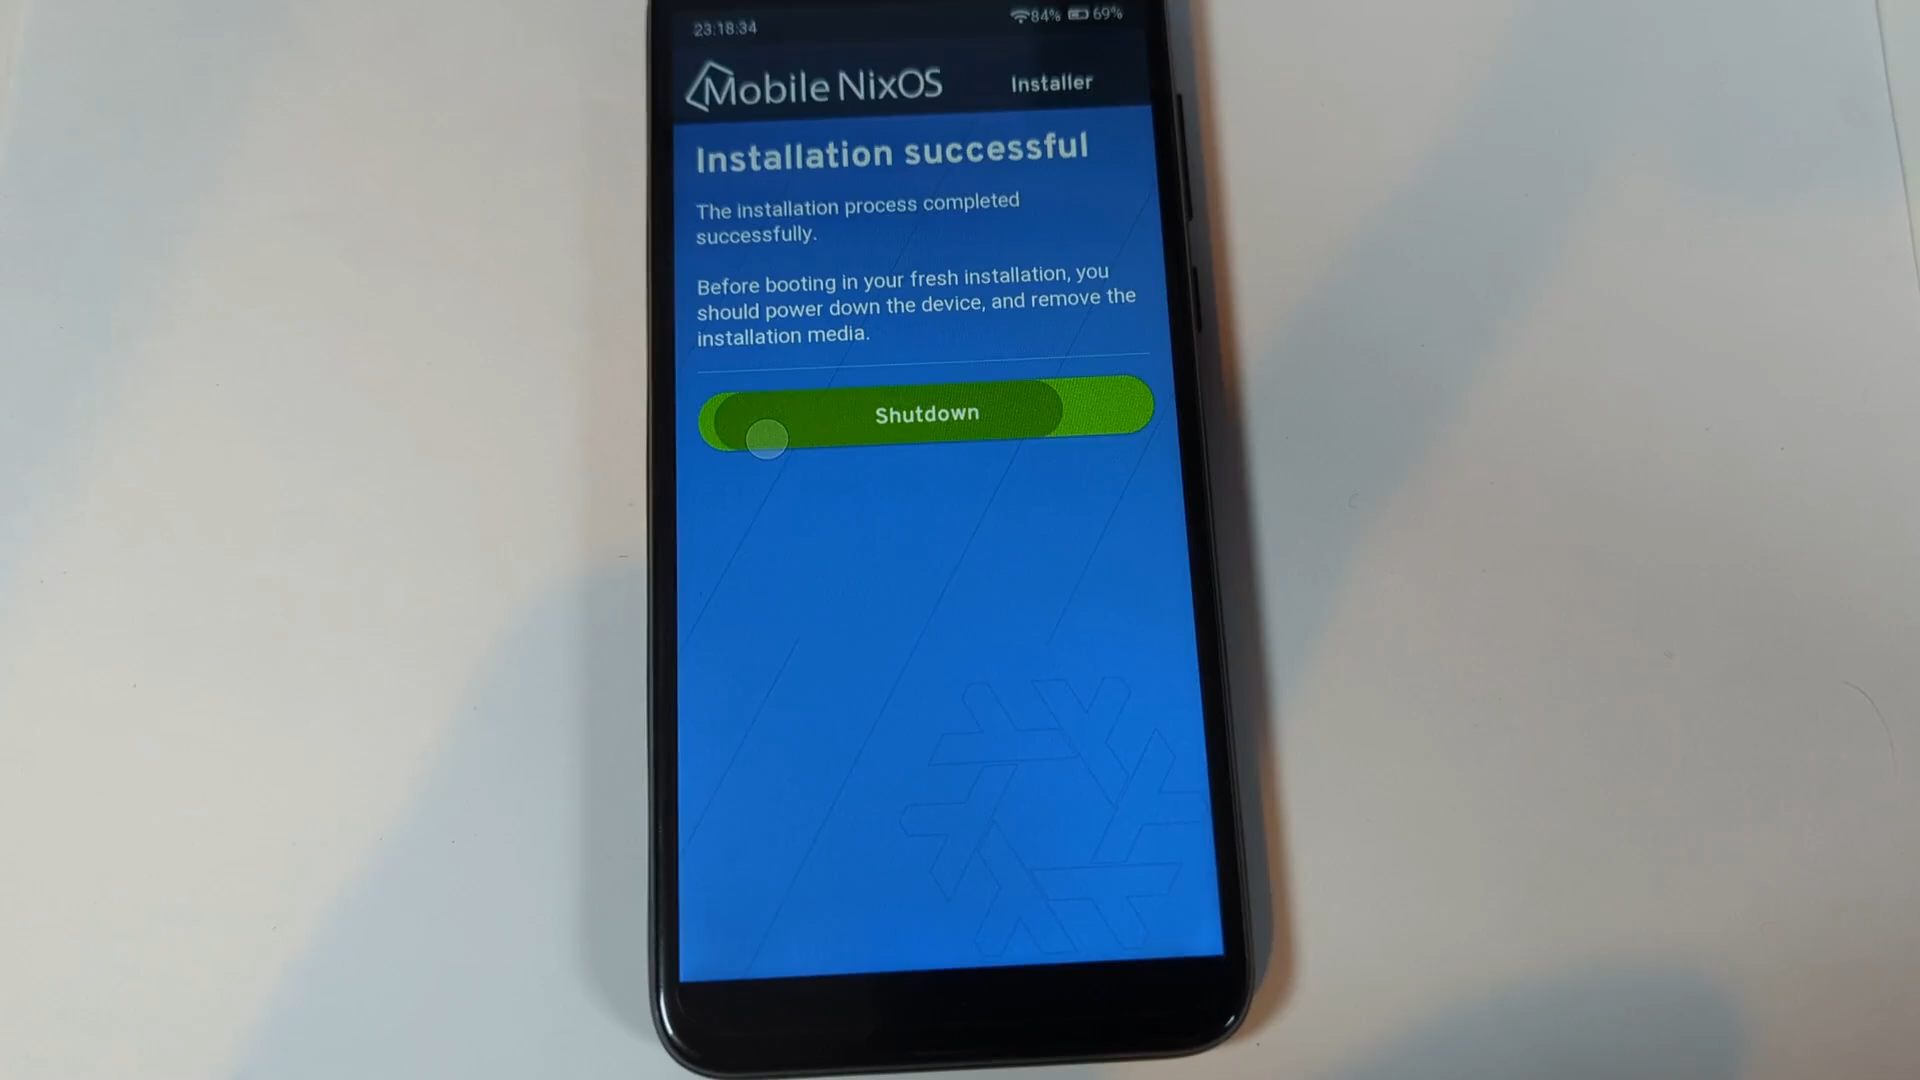 23:18:34 84% 69%
Mobile NixOS Installer
Installation successful
The installation process completed
successfully.
Before booting in your fresh installation, you
should power down the device, and remove the
installation media.
Shutdown